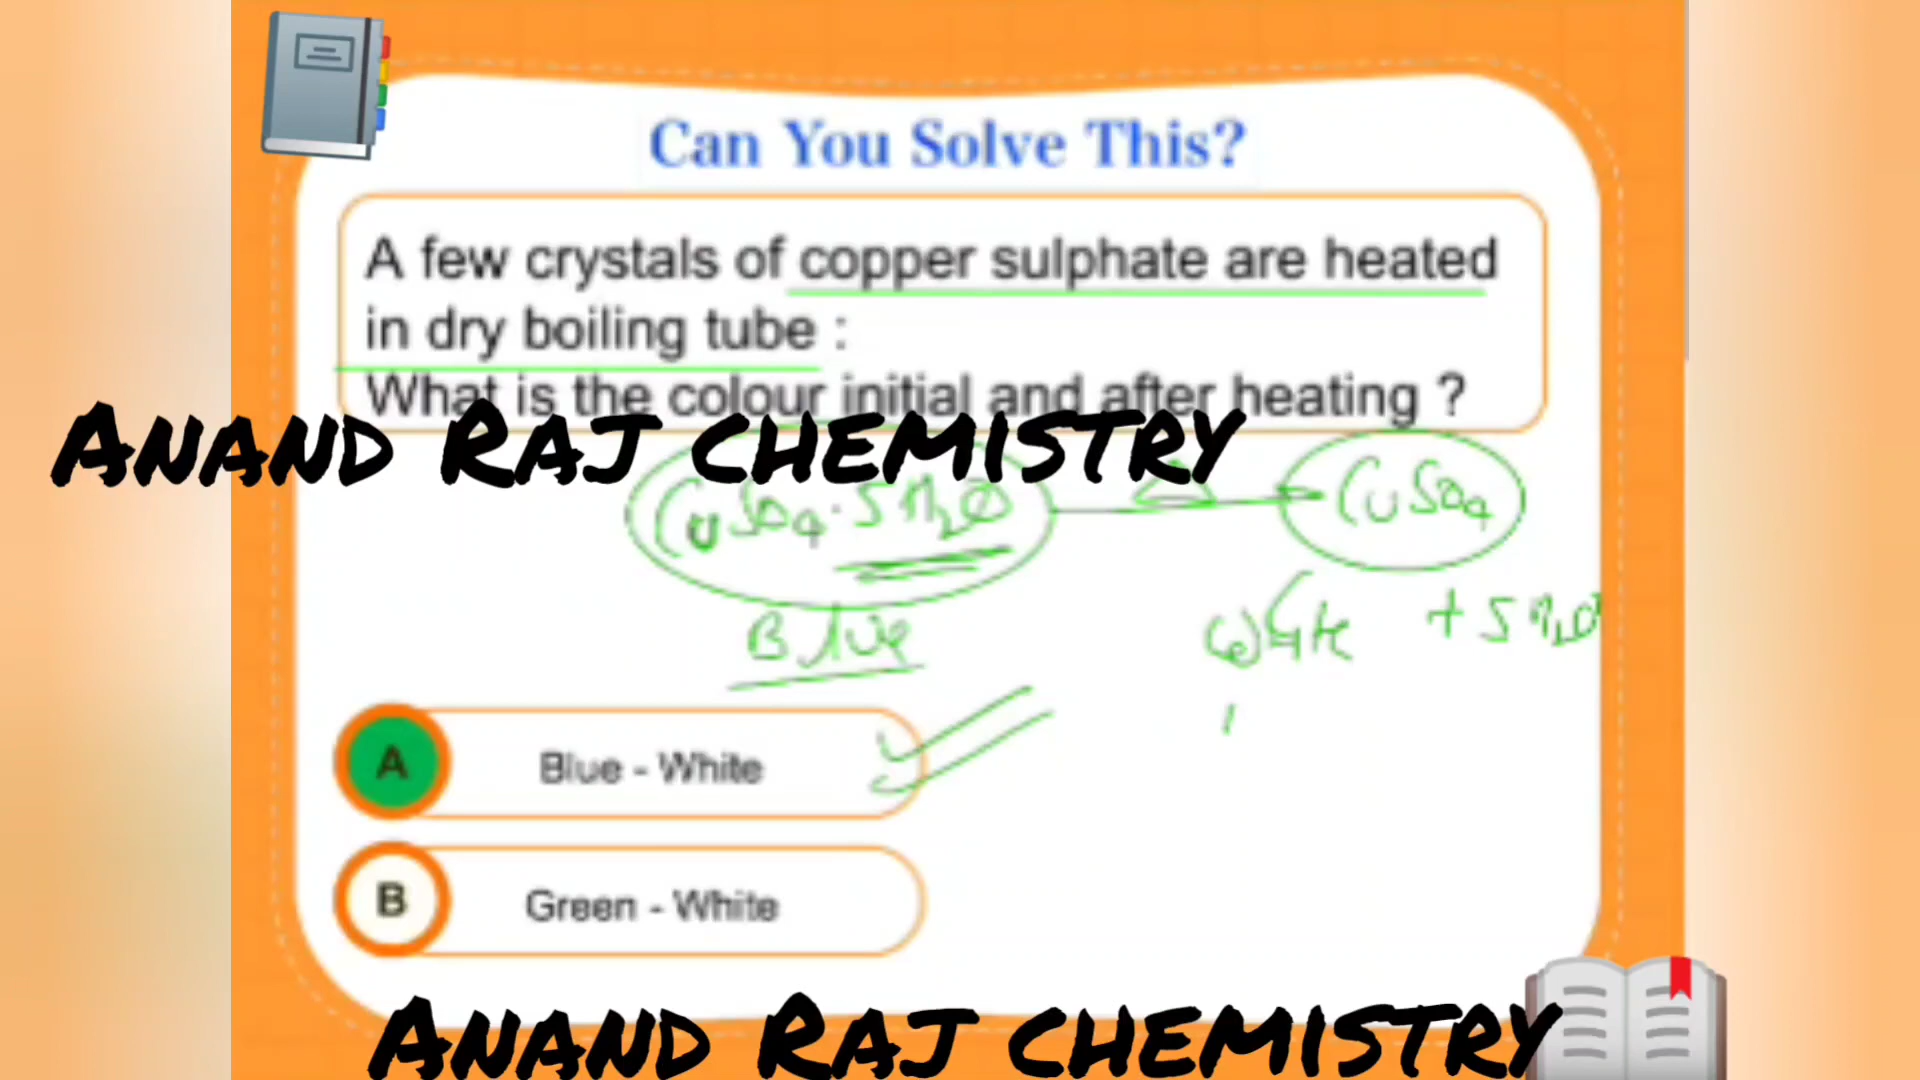 Can You Solve This?
A few crystals of copper sulphate are heated
in dry boiling tube :
What is the colour initial and after heating ?
ANAND RAJ CHEMISTRY
CuSO4·5H2O Δ CuSO4
Blue white + 5H2O
A Blue - White
B Green - White
ANAND RAJ CHEMISTRY